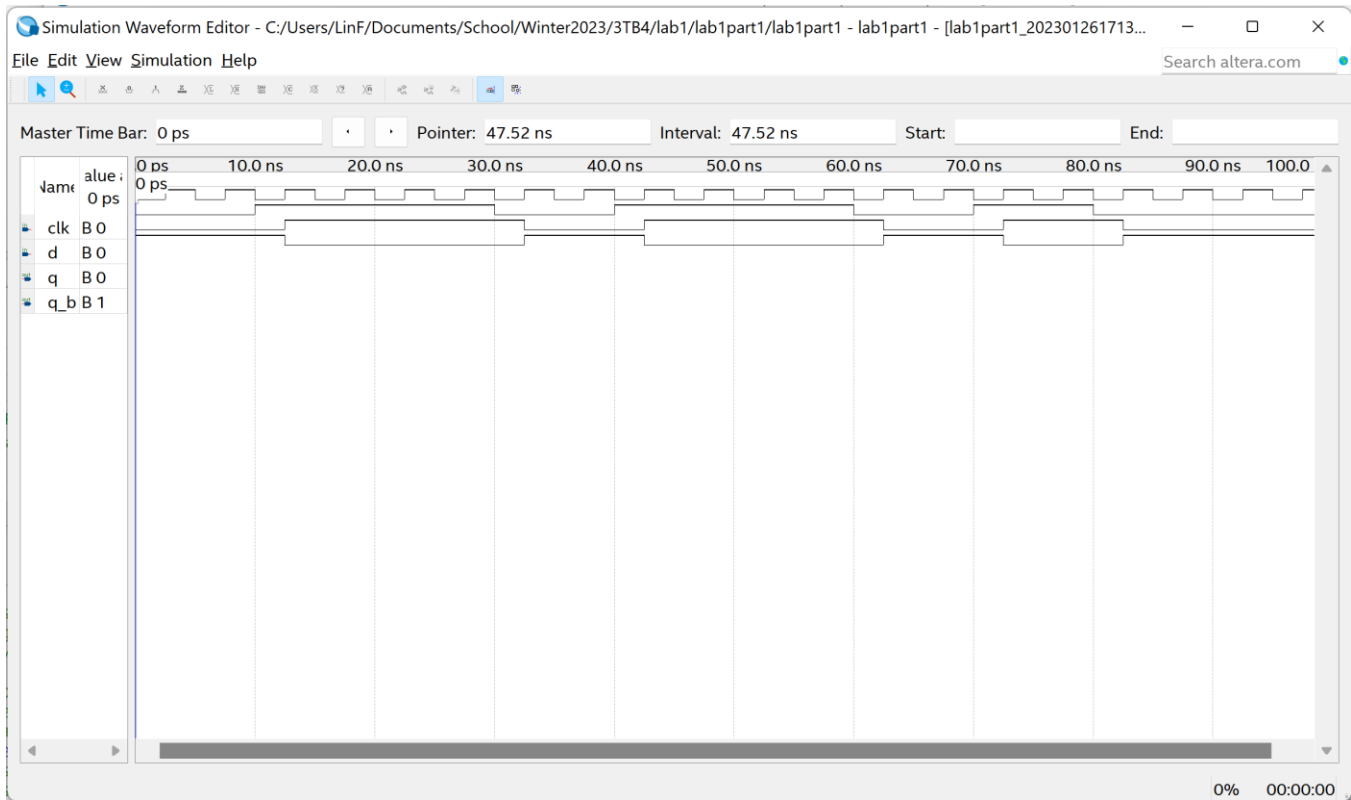 Simulation Waveform Editor - C:/Users/LinF/Documents/School/Winter2023/3TB4/lab1/lab1part1/lab1part1 - lab1part1 - [lab1part1_202301261713...
File Edit View Simulation Help
Search altera.com
Master Time Bar: 0 ps Pointer: 47.52 ns Interval: 47.52 ns Start: End:
Name alue 0 ps
0 ps 10.0 ns 20.0 ns 30.0 ns 40.0 ns 50.0 ns 60.0 ns 70.0 ns 80.0 ns 90.0 ns 100.0
0 ps
clk B 0
d B 0
q B 0
q_b B 1
0% 00:00:00